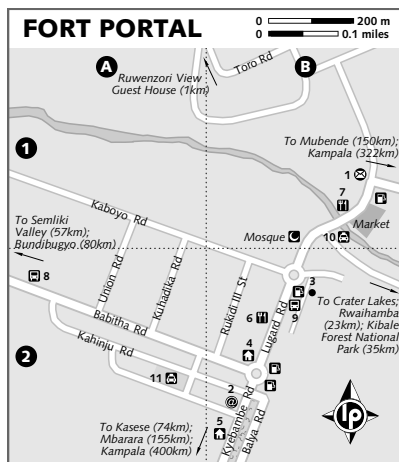 FORT PORTAL
0 200 m
0 0.1 miles
A
B
Toro Rd
Ruwenzori View
Guest House (1km)
1
To Mubende (150km);
Kampala (322km)
1
7
Kaboyo Rd
Market
To Semliki
Valley (57km);
Bundibugyo (80km)
Mosque
10
8
Union Rd
Kuhadika Rd
Rukidi III St
3
To Crater Lakes;
Rwaihamba
(23km); Kibale
Forest National
Park (35km)
Babitha Rd
6
9
Lugard Rd
2
Kahinju Rd
4
11
2
@
To Kasese (74km);
Mbarara (155km);
Kampala (400km)
5
Kyebambe Rd
Balya Rd
lp